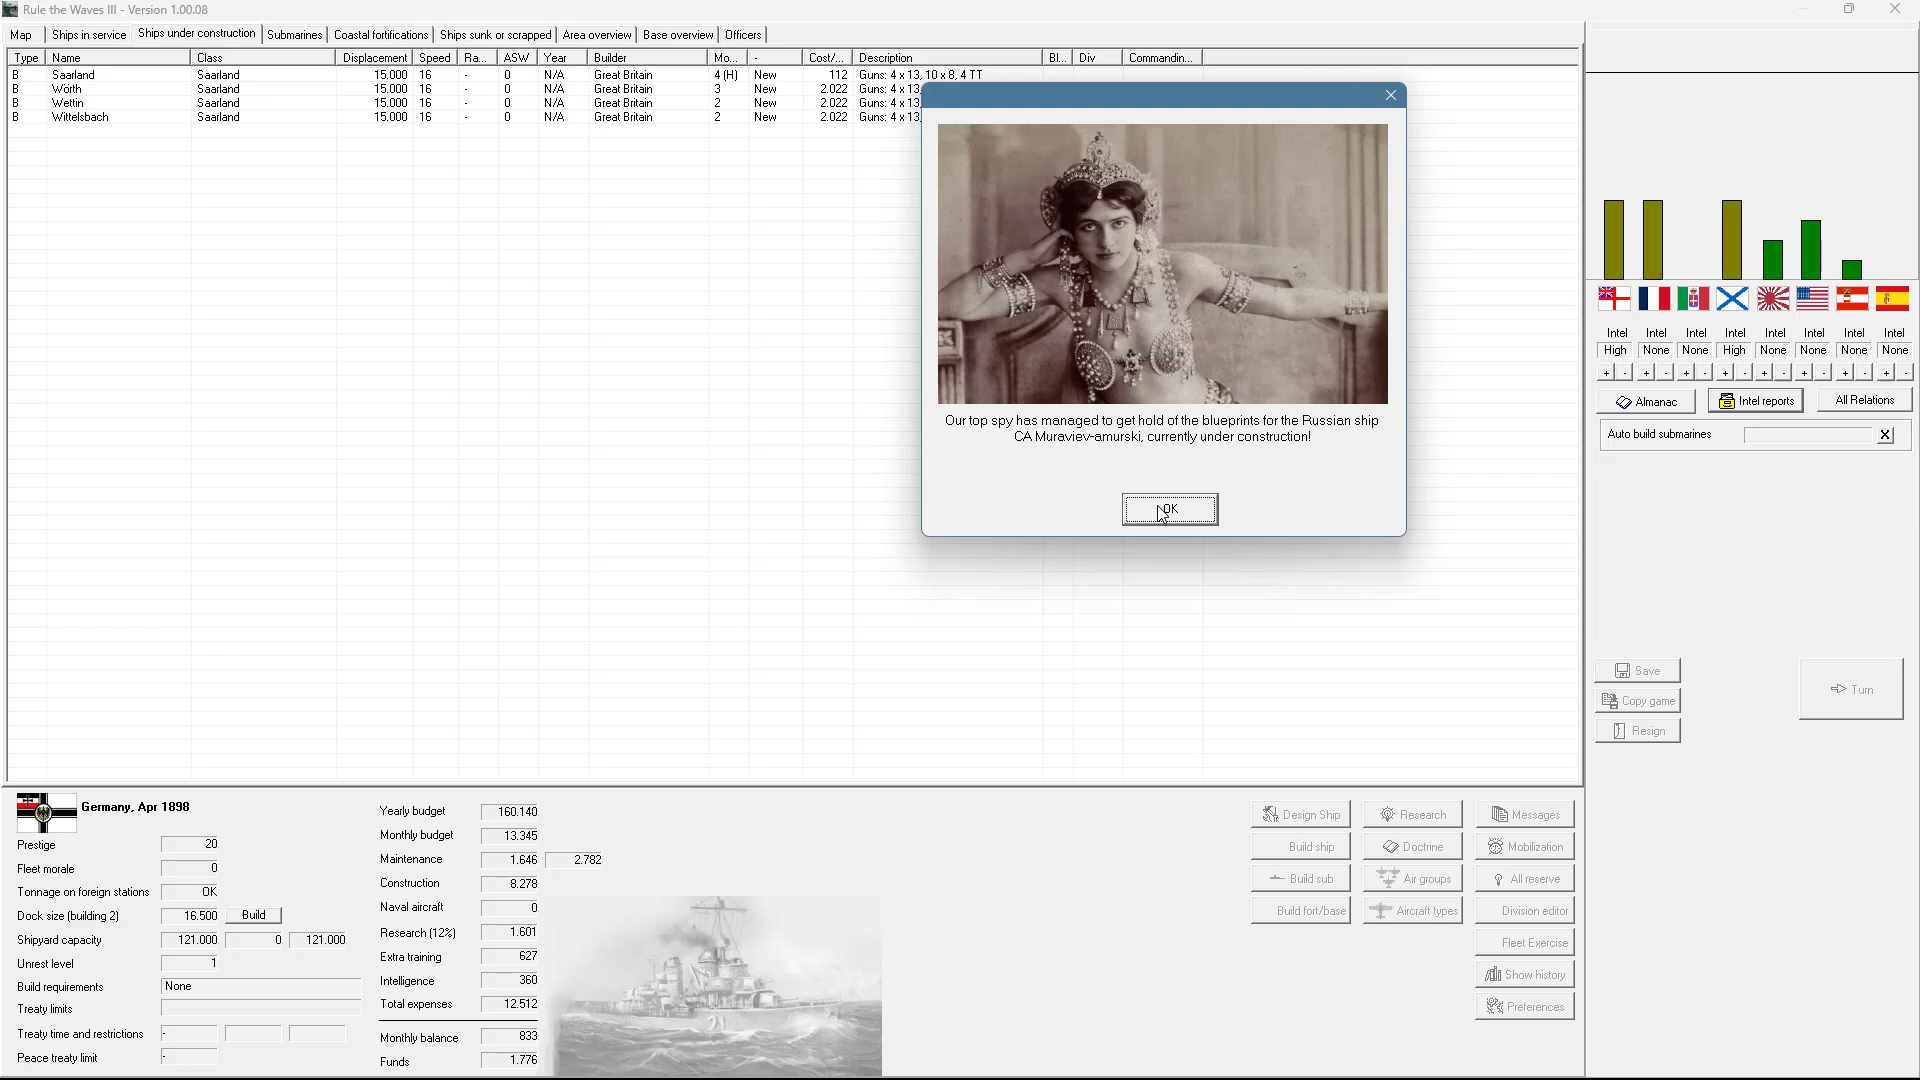 Rule the Waves III - Version 1.00.08
Map Ships in service Ships under construction Submarines Coastal fortifications Ships sunk or scrapped Area overview Base overview Officers
Type Name Class Displacement Speed Ra... ASW Year Builder Mo... - Cost/... Description Bl... Div Commandin...
B Saarland Saarland 15.000 16 - 0 N/A Great Britain 4 (H) New 112 Guns: 4 x 13, 10 x 8, 4 TT
B Wörth Saarland 15.000 16 - 0 N/A Great Britain 3 New 2.022 Guns: 4 x 13,
B Wettin Saarland 15.000 16 - 0 N/A Great Britain 2 New 2.022 Guns: 4 x 13,
B Wittelsbach Saarland 15.000 16 - 0 N/A Great Britain 2 New 2.022 Guns: 4 x 13,
Our top spy has managed to get hold of the blueprints for the Russian ship
CA Muraviev-amurski, currently under construction!
OK
Intel Intel Intel Intel Intel Intel Intel Intel
High None None High None None None None
+ - + - + - + - + - + - + - + -
Almanac Intel reports All Relations
Auto build submarines X
Save
Copy game
Resign
Turn
Germany, Apr 1898
Prestige 20
Fleet morale 0
Tonnage on foreign stations OK
Dock size (building 2) 16.500 Build
Shipyard capacity 121.000 0 121.000
Unrest level 1
Build requirements None
Treaty limits
Treaty time and restrictions -
Peace treaty limit -
Yearly budget 160.140
Monthly budget 13.345
Maintenance 1.646 2.782
Construction 8.278
Naval aircraft 0
Research (12%) 1.601
Extra training 627
Intelligence 360
Total expenses 12.512
Monthly balance 833
Funds 1.776
Design Ship Research Messages
Build ship Doctrine Mobilization
Build sub Air groups All reserve
Build fort/base Aircraft types Division editor
Fleet Exercise
Show history
Preferences